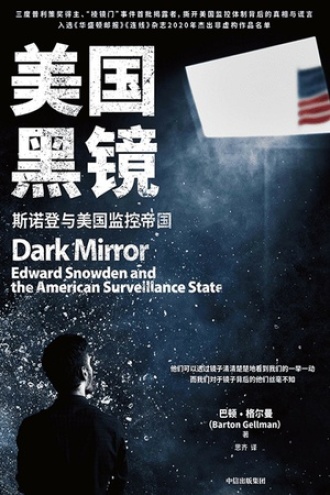 三度普利策奖得主、“棱镜门”事件首批揭露者，撕开美国监控体制背后的真相与谎言
入选《华盛顿邮报》《连线》杂志2020年杰出非虚构作品名单
美国
黑镜
斯诺登与美国监控帝国
Dark Mirror
Edward Snowden and
the American Surveillance State
他们可以透过镜子清清楚楚地看到我们的一举一动
而我们对于镜子背后的他们丝毫不知
巴顿·格尔曼
(Barton Gellman)
著
思齐 译
中信出版集团